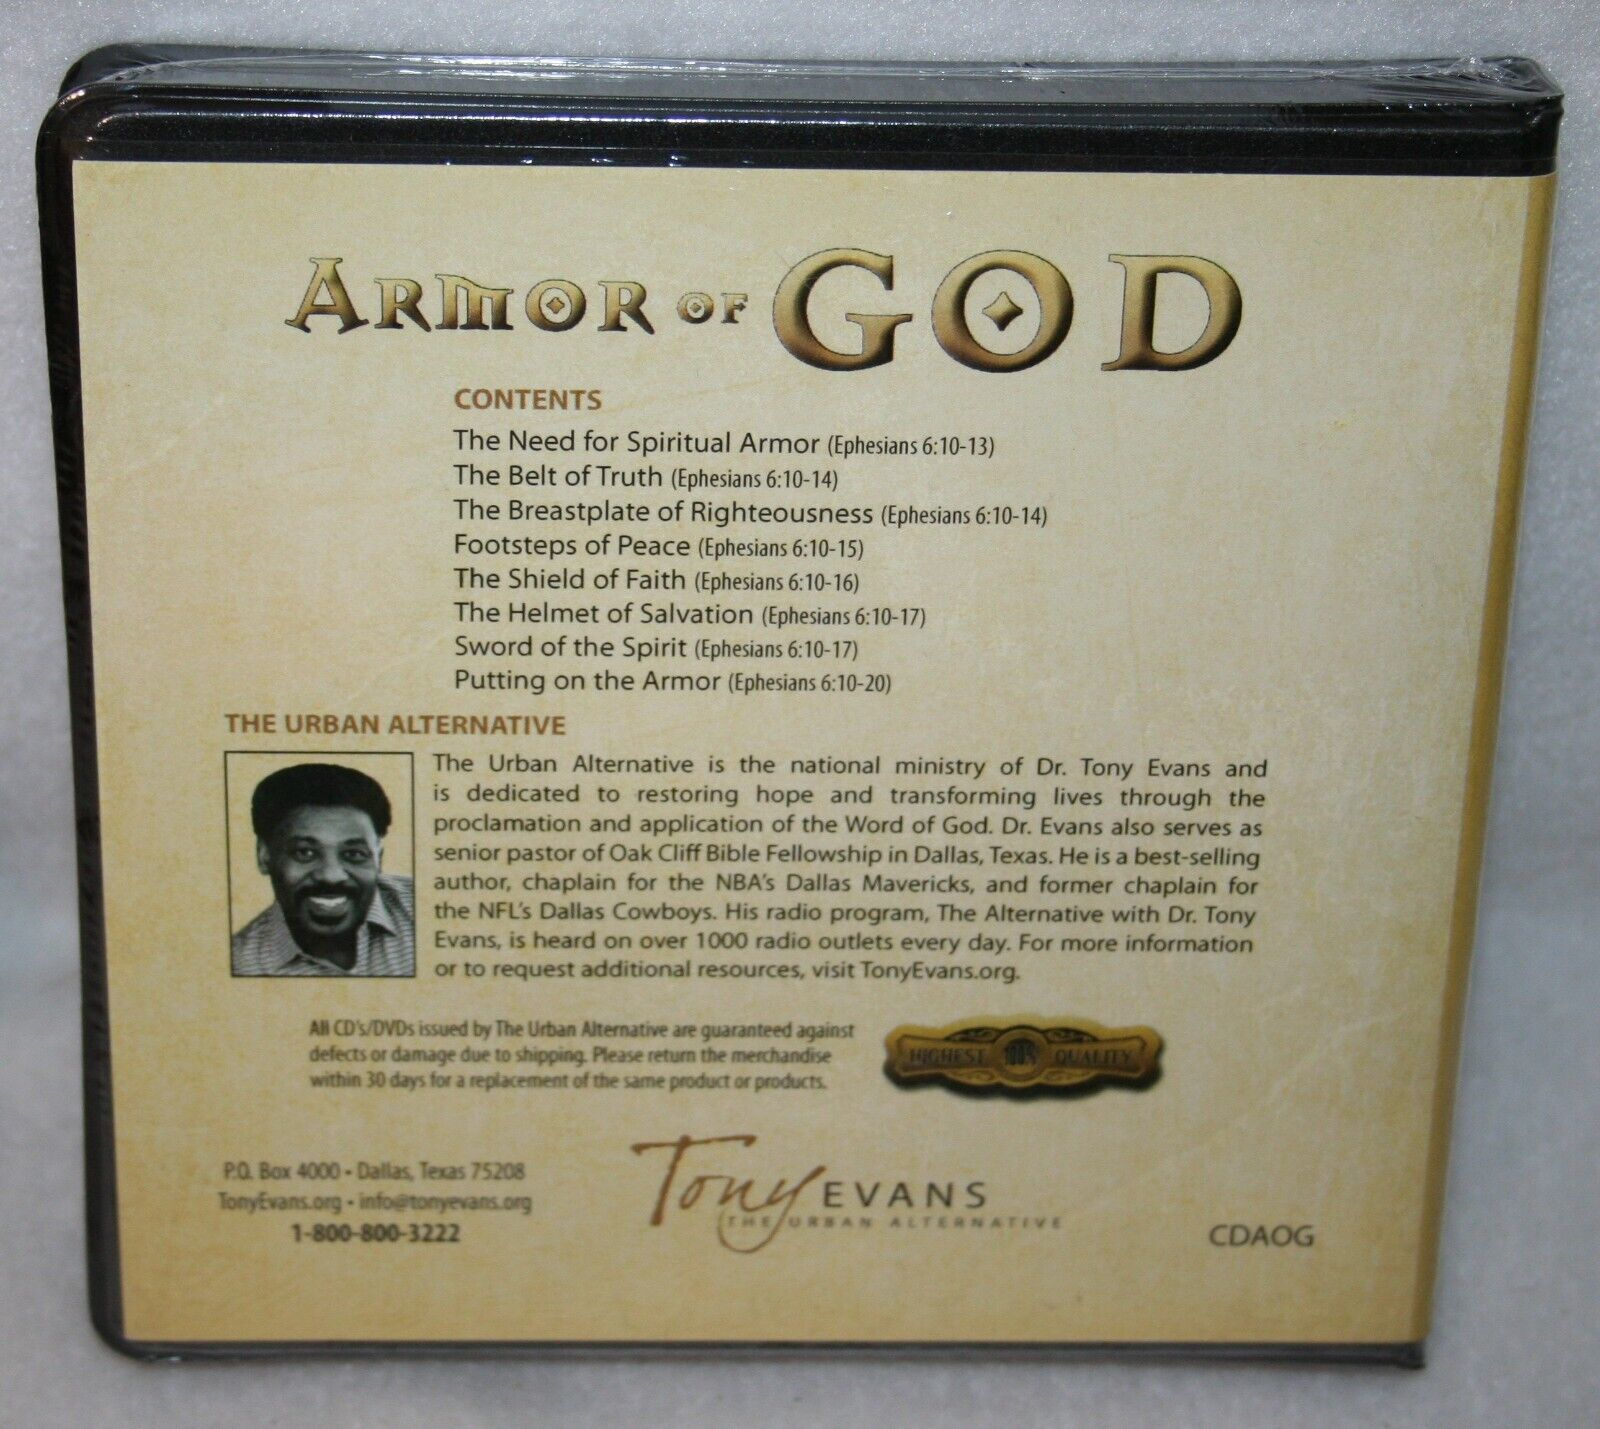 ARMOR OF GOD
CONTENTS
The Need for Spiritual Armor (Ephesians 6:10-13)
The Belt of Truth (Ephesians 6:10-14)
The Breastplate of Righteousness (Ephesians 6:10-14)
Footsteps of Peace (Ephesians 6:10-15)
The Shield of Faith (Ephesians 6:10-16)
The Helmet of Salvation (Ephesians 6:10-17)
Sword of the Spirit (Ephesians 6:10-17)
Putting on the Armor (Ephesians 6:10-20)
THE URBAN ALTERNATIVE
The Urban Alternative is the national ministry of Dr. Tony Evans and
is dedicated to restoring hope and transforming lives through the
proclamation and application of the Word of God. Dr. Evans also serves as
senior pastor of Oak Cliff Bible Fellowship in Dallas, Texas. He is a best-selling
author, chaplain for the NBA's Dallas Mavericks, and former chaplain for
the NFL's Dallas Cowboys. His radio program, The Alternative with Dr. Tony
Evans, is heard on over 1000 radio outlets every day. For more information
or to request additional resources, visit TonyEvans.org.
All CD's/DVDs issued by The Urban Alternative are guaranteed against
defects or damage due to shipping. Please return the merchandise
within 30 days for a replacement of the same product or products.
HIGHEST 100% QUALITY
P.O. Box 4000 • Dallas, Texas 75208
TonyEvans.org • info@tonyevans.org
1-800-800-3222
Tony EVANS
THE URBAN ALTERNATIVE
CDAOG